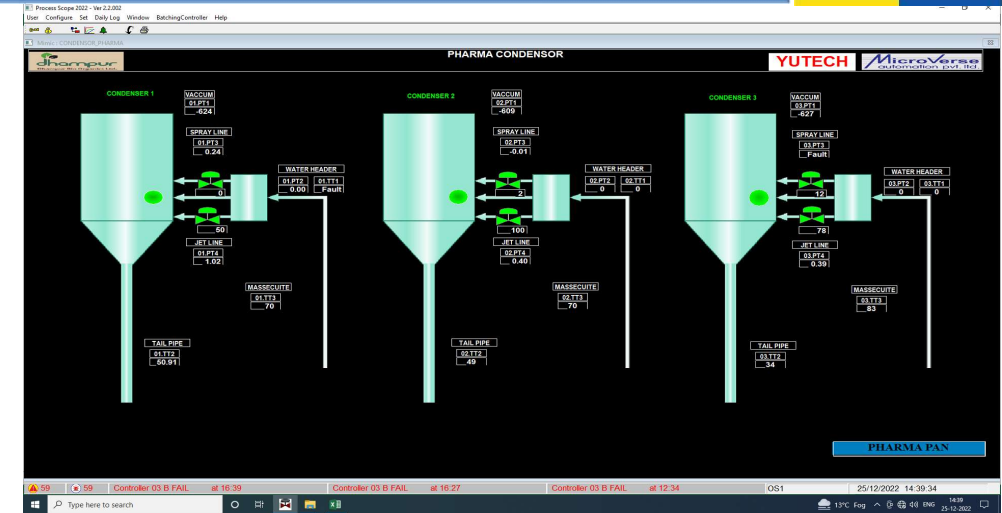 Process Scope 2022 - Ver 2.2.002
User Configure Set Daily Log Window BatchingController Help
Mimic : CONDENSOR_PHARMA
dhampur
PHARMA CONDENSOR
YUTECH
MicroVerse
automation pvt. ltd.
CONDENSER 1
VACCUM
01.PT1
-624
SPRAY LINE
01.PT3
0.24
WATER HEADER
01.PT2 01.TT1
0.00 Fault
0
50
JET LINE
01.PT4
1.02
MASSECUITE
01.TT3
70
TAIL PIPE
01.TT2
50.91
CONDENSER 2
VACCUM
02.PT1
-609
SPRAY LINE
02.PT3
-0.01
WATER HEADER
02.PT2 02.TT1
0 0
2
100
JET LINE
02.PT4
0.40
MASSECUITE
02.TT3
70
TAIL PIPE
02.TT2
49
CONDENSER 3
VACCUM
03.PT1
-627
SPRAY LINE
03.PT3
Fault
WATER HEADER
03.PT2 03.TT1
0 0
12
78
JET LINE
03.PT4
0.39
MASSECUITE
03.TT3
83
TAIL PIPE
03.TT2
34
PHARMA PAN
59 59 Controller 03 B FAIL at 16:39 Controller 03 B FAIL at 16:27 Controller 03 B FAIL at 12:34 OS1 25/12/2022 14:39:34
Type here to search 13°C Fog ENG 14:39
25-12-2022